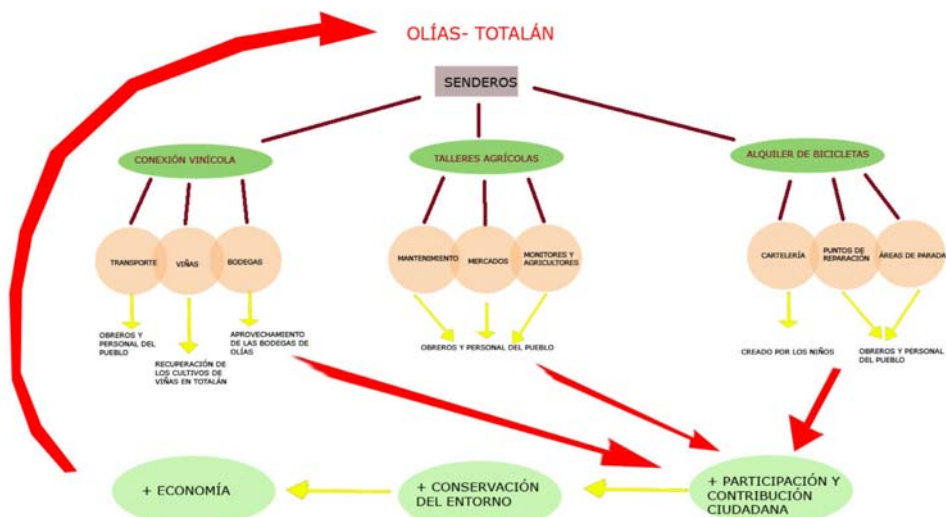 OLÍAS- TOTALÁN
SENDEROS
CONEXIÓN VINÍCOLA
TALLERES AGRÍCOLAS
ALQUILER DE BICICLETAS
TRANSPORTE
VIÑAS
BODEGAS
MANTENIMIENTO
MERCADOS
MONITORES Y
AGRICULTORES
CARTELERÍA
PUNTOS DE
REPARACIÓN
ÁREAS DE PARADA
OBREROS Y
PERSONAL DEL
PUEBLO
RECUPERACIÓN DE
LOS CULTIVOS DE
VIÑAS EN TOTALÁN
APROVECHAMIENTO
DE LAS BODEGAS DE
OLÍAS
OBREROS Y PERSONAL DEL PUEBLO
CREADO POR LOS NIÑOS
OBREROS Y PERSONAL
DEL PUEBLO
+ ECONOMÍA
+ CONSERVACIÓN
DEL ENTORNO
+ PARTICIPACIÓN Y
CONTRIBUCIÓN
CIUDADANA